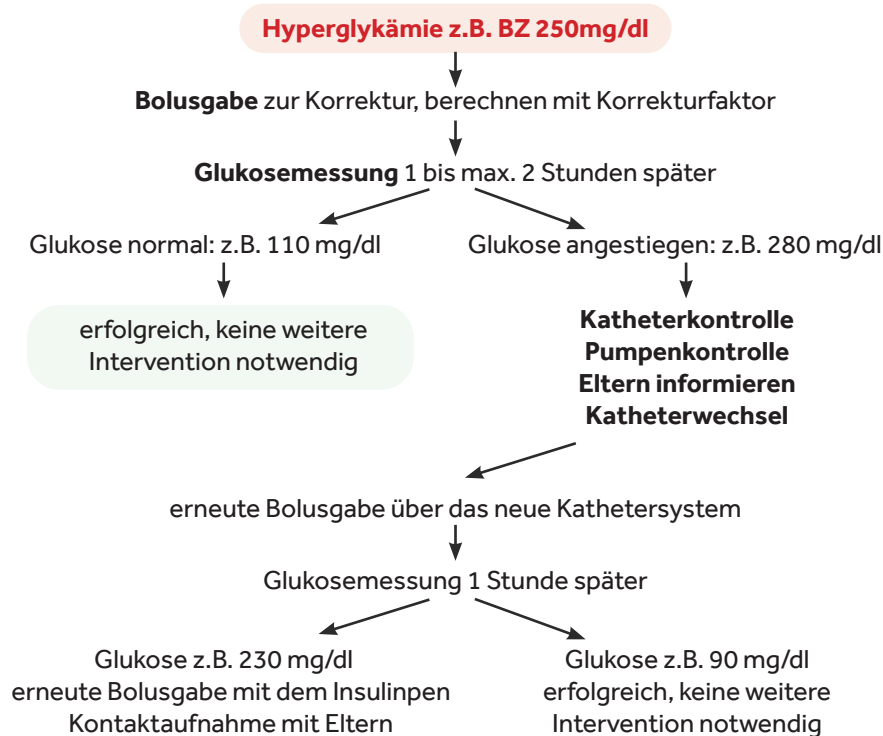 Hyperglykämie z.B. BZ 250mg/dl
Bolusgabe zur Korrektur, berechnen mit Korrekturfaktor
Glukosemessung 1 bis max. 2 Stunden später
Glukose normal: z.B. 110 mg/dl
Glukose angestiegen: z.B. 280 mg/dl
erfolgreich, keine weitere
Intervention notwendig
Katheterkontrolle
Pumpenkontrolle
Eltern informieren
Katheterwechsel
erneute Bolusgabe über das neue Kathetersystem
Glukosemessung 1 Stunde später
Glukose z.B. 230 mg/dl
erneute Bolusgabe mit dem Insulinpen
Kontaktaufnahme mit Eltern
Glukose z.B. 90 mg/dl
erfolgreich, keine weitere
Intervention notwendig